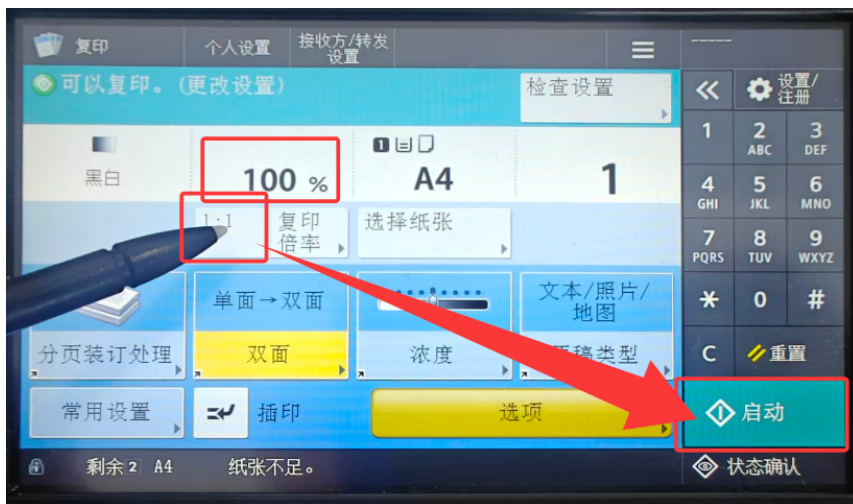 复印
个人设置
接收方/转发
设置
可以复印。(更改设置)
检查设置
黑白
100 %
1
A4
1
1:1
复印
倍率
选择纸张
单面→双面
文本/照片/
地图
分页装订处理
双面
浓度
原稿类型
常用设置
插印
选项
剩余2 A4
纸张不足。
设置/
注册
1
2
ABC
3
DEF
4
GHI
5
JKL
6
MNO
7
PQRS
8
TUV
9
WXYZ
*
0
#
C
重置
启动
状态确认